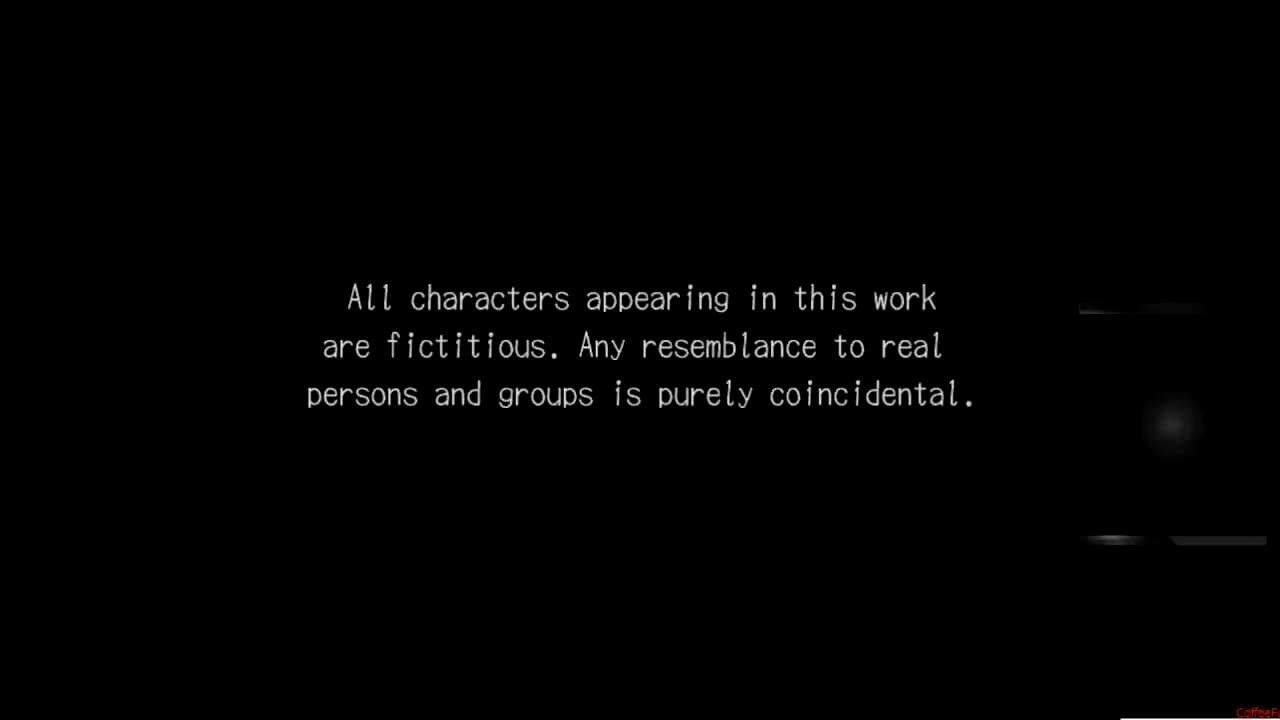 All characters appearing in this work
are fictitious. Any resemblance to real
persons and groups is purely coincidental.